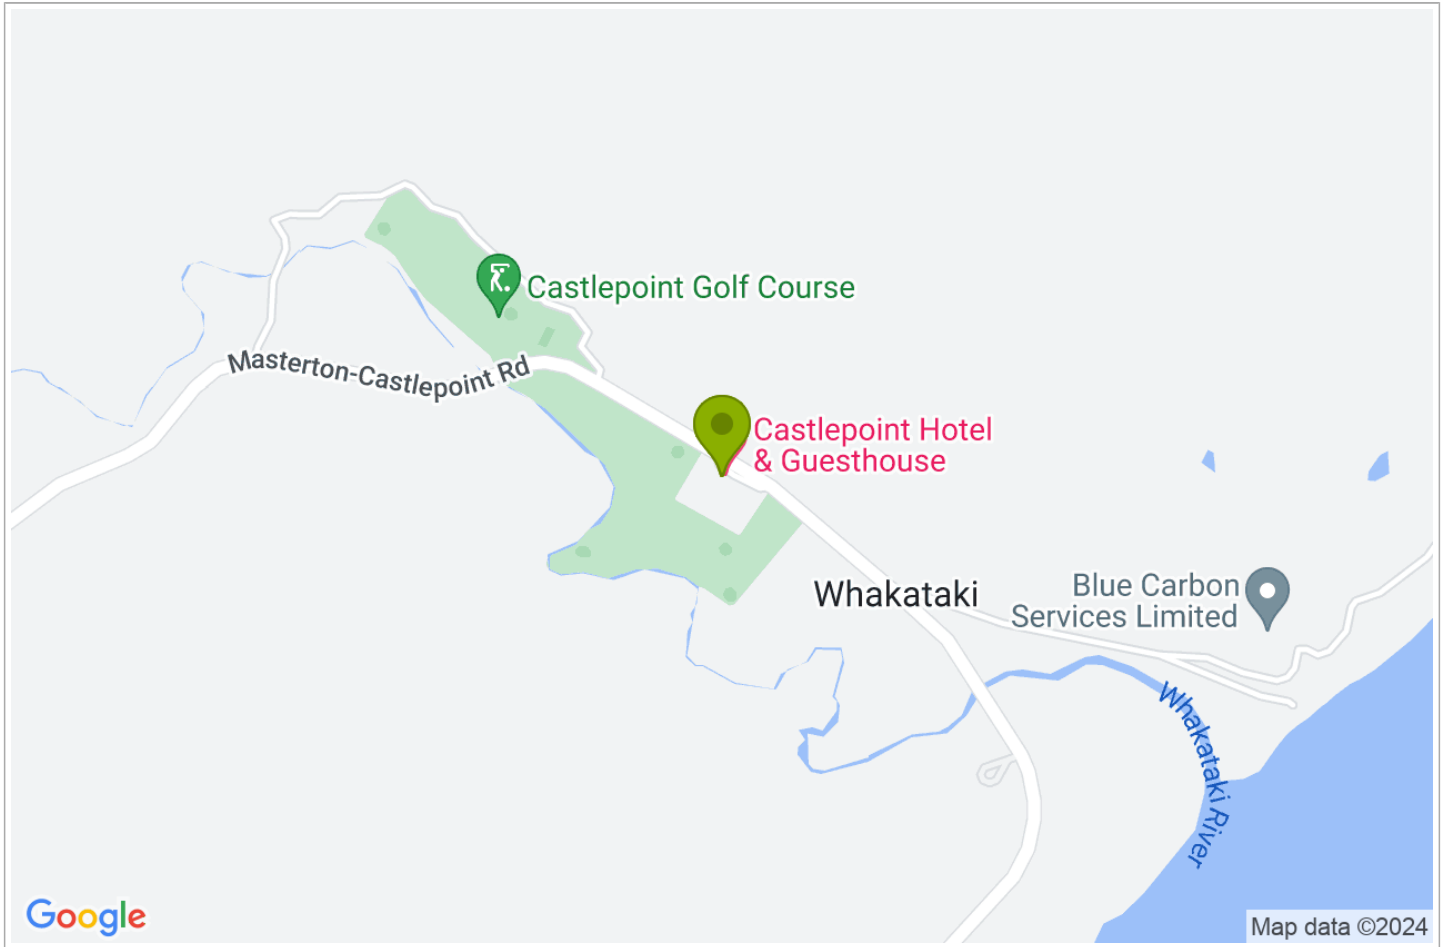 Castlepoint Golf Course
Masterton-Castlepoint Rd
Castlepoint Hotel
& Guesthouse
Whakataki
Blue Carbon
Services Limited
Whakataki River
Google
Map data ©2024